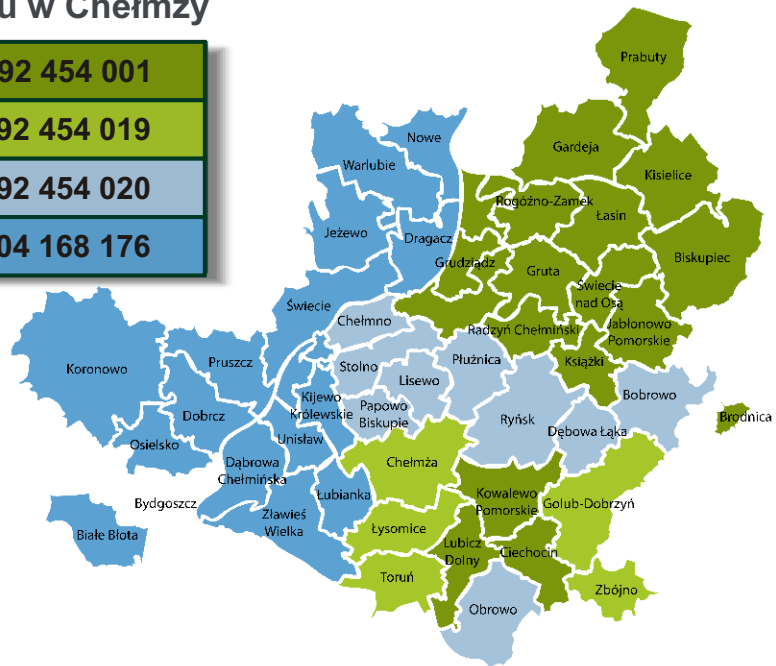 w Chełmży
92 454 001
92 454 019
92 454 020
04 168 176
Prabuty
Nowe
Warlubie
Gardeja
Kisielice
Rogóźno-Zamek
Łasin
Jeżewo
Dragacz
Grudziądz
Gruta
Biskupiec
Świecie
nad Osą
Świecie
Chełmno
Radzyń Chełmiński
Jabłonowo
Pomorskie
Płużnica
Książki
Pruszcz
Stolno
Koronowo
Lisewo
Bobrowo
Kijewo
Królewskie
Papowo
Biskupie
Dobrcz
Ryńsk
Brodnica
Dębowa Łąka
Osielsko
Unisław
Dąbrowa
Chełmińska
Chełmża
Łubianka
Kowalewo
Pomorskie
Golub-Dobrzyń
Bydgoszcz
Zławieś
Wielka
Białe Błota
Łysomice
Lubicz
Dolny
Ciechocin
Toruń
Zbójno
Obrowo